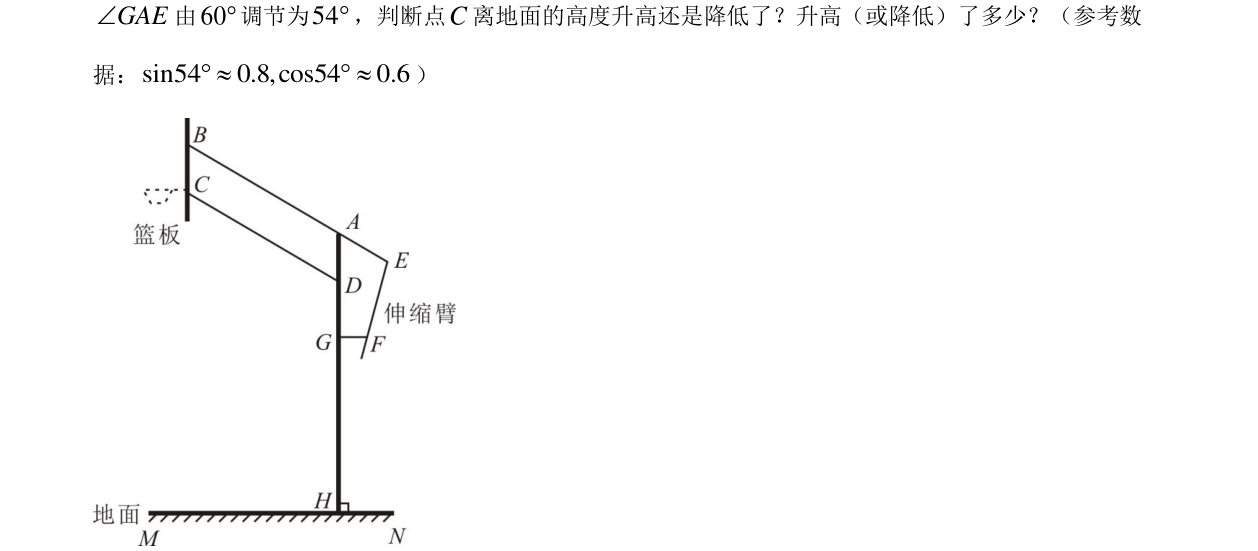 ∠GAE 由 60° 调节为 54°，判断点 C 离地面的高度升高还是降低了？升高（或降低）了多少？（参考数
据：sin54°≈0.8,cos54°≈0.6）
B
C
篮板
A
E
D
伸缩臂
G
F
H
地面
M
N